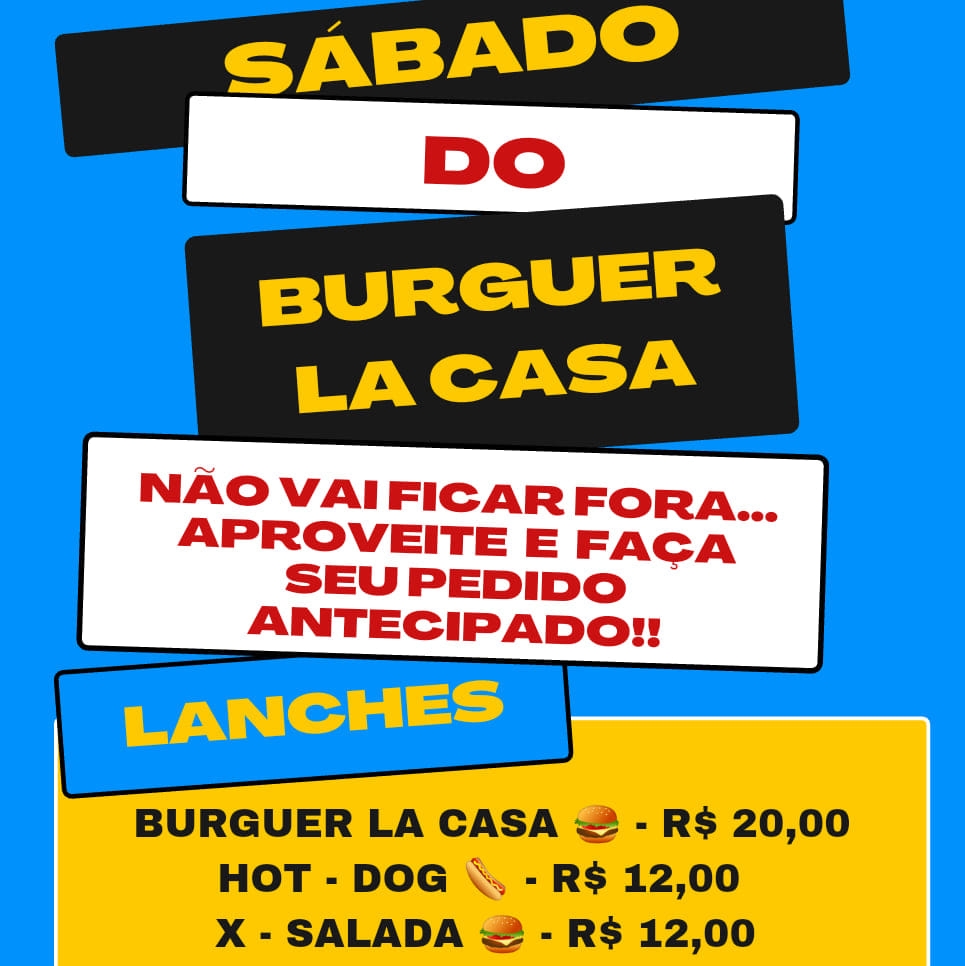 SÁBADO
DO
BURGUER
LA CASA
NÃO VAI FICAR FORA...
APROVEITE E FAÇA
SEU PEDIDO
ANTECIPADO!!
LANCHES
BURGUER LA CASA 🍔 - R$ 20,00
HOT - DOG 🌭 - R$ 12,00
X - SALADA 🍔 - R$ 12,00